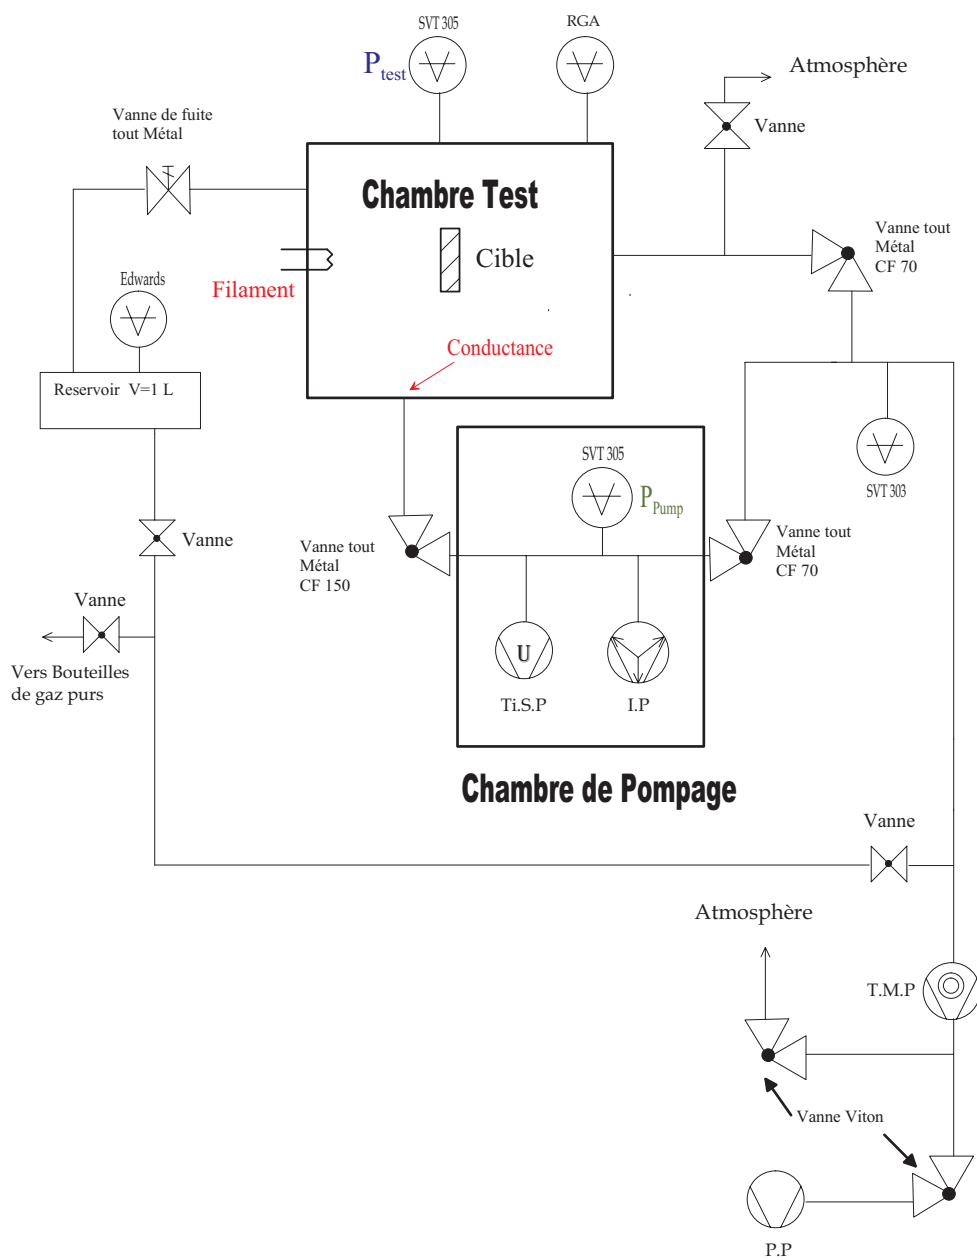 SVT 305
RGA
P test
Atmosphère
Vanne de fuite
tout Métal
Vanne
Chambre Test
Vanne tout
Métal
CF 70
Cible
Edwards
Filament
Conductance
Reservoir V=1 L
SVT 305
P Pump
SVT 303
Vanne
Vanne tout
Métal
CF 150
Vanne tout
Métal
CF 70
Vanne
U
Vers Bouteilles
de gaz purs
Ti.S.P
I.P
Chambre de Pompage
Vanne
Atmosphère
T.M.P
Vanne Viton
P.P